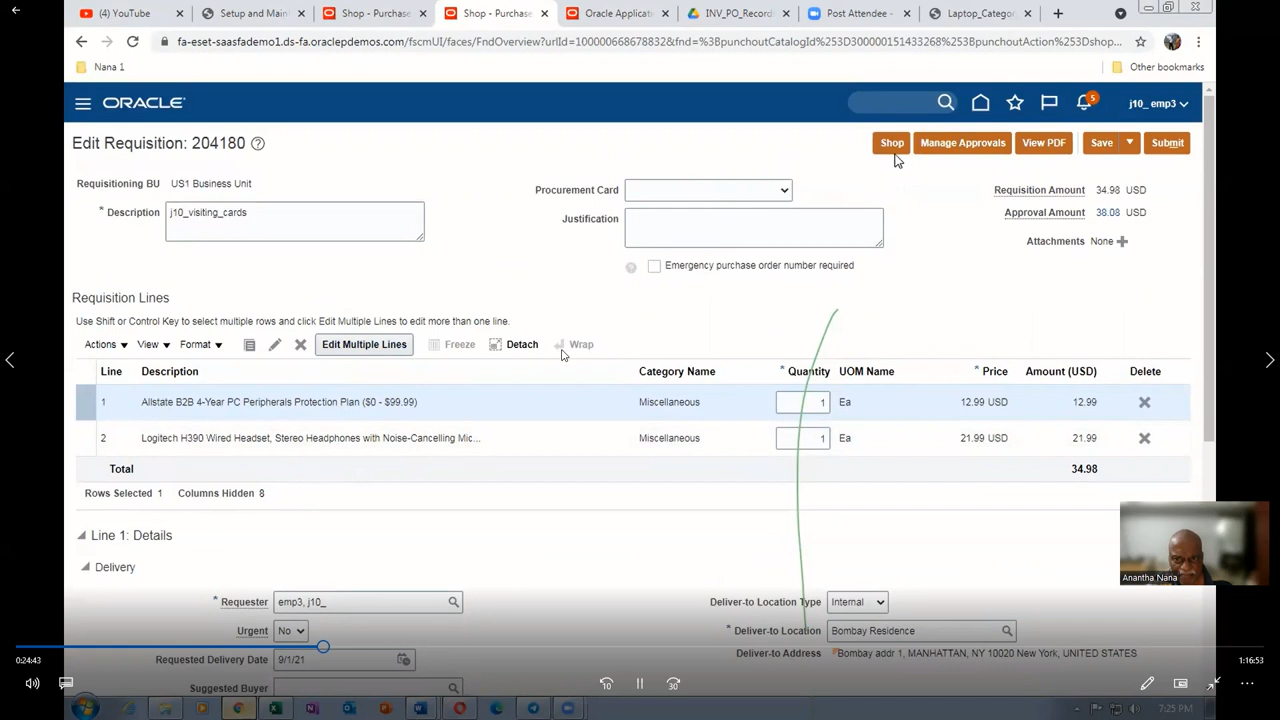 (4) YouTube
Setup and Main
Shop - Purchase
Shop - Purchase
Oracle Applicat
INV_PO_Record
Post Attendee -
Laptop_Categor
fa-eset-saasfademo1.ds-fa.oraclepdemos.com/fscmUI/faces/FndOverview?urlId=100000668678832&fnd=%3BpunchoutCatalogId%253D300000151433268%253BpunchoutAction%253Dshop...
Nana 1
Other bookmarks
ORACLE
5
j10_ emp3
Edit Requisition: 204180
Shop
Manage Approvals
View PDF
Save
Submit
Requisitioning BU US1 Business Unit
* Description j10_visiting_cards
Procurement Card
Justification
Emergency purchase order number required
Requisition Amount 34.98 USD
Approval Amount 38.08 USD
Attachments None
Requisition Lines
Use Shift or Control Key to select multiple rows and click Edit Multiple Lines to edit more than one line.
Actions View Format Edit Multiple Lines Freeze Detach Wrap
Line Description Category Name * Quantity UOM Name * Price Amount (USD) Delete
1 Allstate B2B 4-Year PC Peripherals Protection Plan ($0 - $99.99) Miscellaneous 1 Ea 12.99 USD 12.99
2 Logitech H390 Wired Headset, Stereo Headphones with Noise-Cancelling Mic... Miscellaneous 1 Ea 21.99 USD 21.99
Total 34.98
Rows Selected 1 Columns Hidden 8
Line 1: Details
Delivery
* Requester emp3, j10_
Urgent No
Requested Delivery Date 9/1/21
Suggested Buyer
Deliver-to Location Type Internal
* Deliver-to Location Bombay Residence
Deliver-to Address Bombay addr 1, MANHATTAN, NY 10020 New York, UNITED STATES
Anantha Nana
0:24:43
1:16:53
10
30
7:25 PM